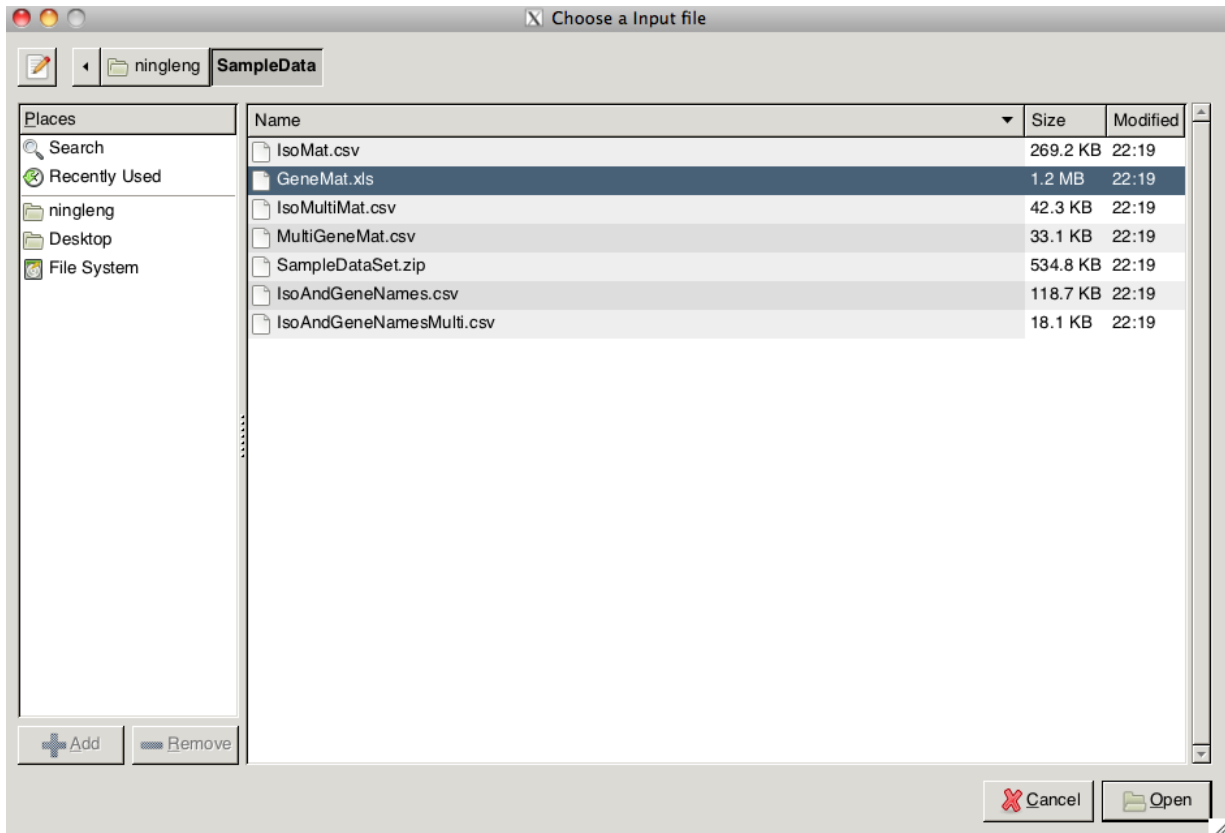 X Choose a Input file
ningleng SampleData
Places
Search
Recently Used
ningleng
Desktop
File System
Name Size Modified
IsoMat.csv 269.2 KB 22:19
GeneMat.xls 1.2 MB 22:19
IsoMultiMat.csv 42.3 KB 22:19
MultiGeneMat.csv 33.1 KB 22:19
SampleDataSet.zip 534.8 KB 22:19
IsoAndGeneNames.csv 118.7 KB 22:19
IsoAndGeneNamesMulti.csv 18.1 KB 22:19
Add Remove
Cancel Open